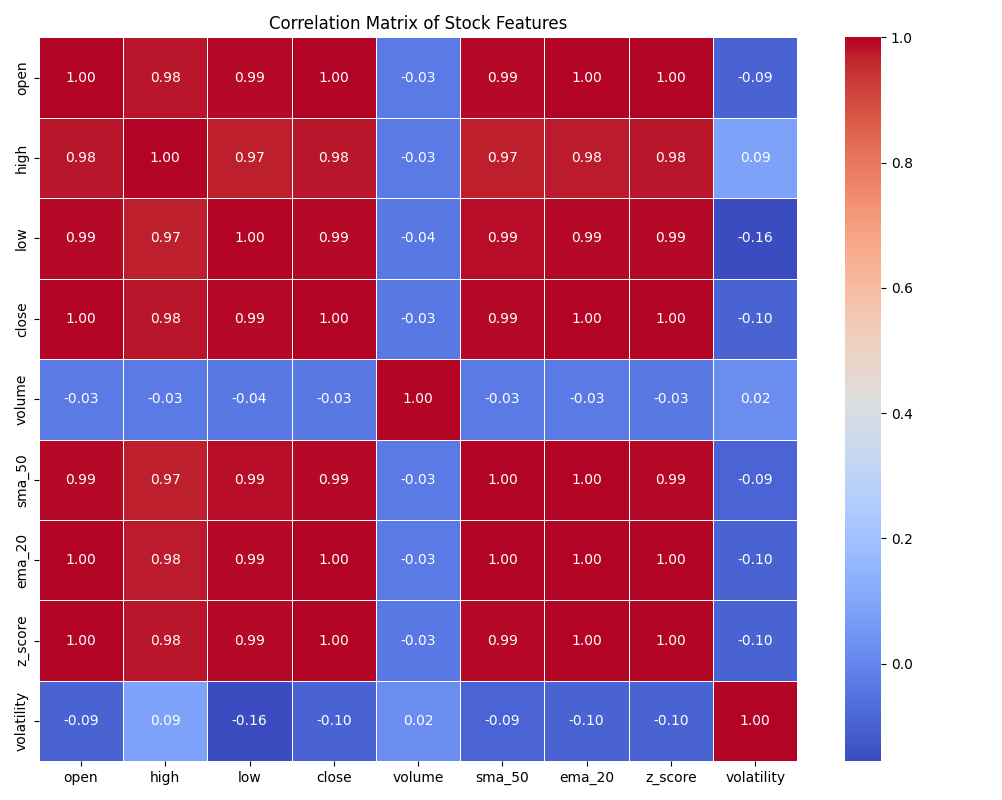 Correlation Matrix of Stock Features
open 1.00 0.98 0.99 1.00 -0.03 0.99 1.00 1.00 -0.09
high 0.98 1.00 0.97 0.98 -0.03 0.97 0.98 0.98 0.09
low 0.99 0.97 1.00 0.99 -0.04 0.99 0.99 0.99 -0.16
close 1.00 0.98 0.99 1.00 -0.03 0.99 1.00 1.00 -0.10
volume -0.03 -0.03 -0.04 -0.03 1.00 -0.03 -0.03 -0.03 0.02
sma_50 0.99 0.97 0.99 0.99 -0.03 1.00 1.00 0.99 -0.09
ema_20 1.00 0.98 0.99 1.00 -0.03 1.00 1.00 1.00 -0.10
z_score 1.00 0.98 0.99 1.00 -0.03 0.99 1.00 1.00 -0.10
volatility -0.09 0.09 -0.16 -0.10 0.02 -0.09 -0.10 -0.10 1.00
open high low close volume sma_50 ema_20 z_score volatility
1.0
0.8
0.6
0.4
0.2
0.0